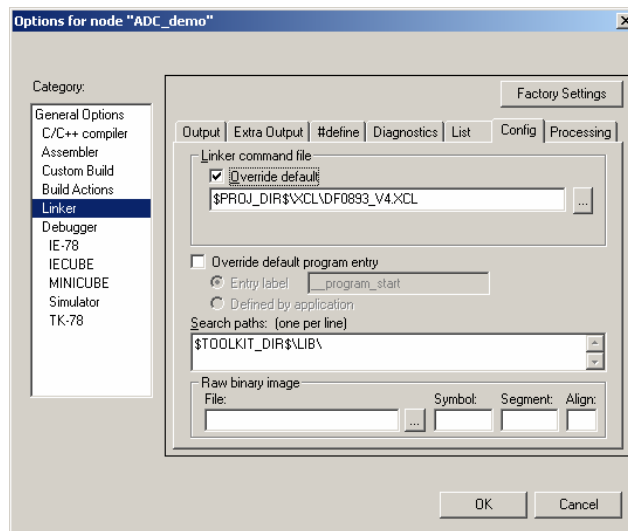 Options for node "ADC_demo"
Category:
Factory Settings
General Options
C/C++ compiler
Assembler
Custom Build
Build Actions
Linker
Debugger
IE-78
IECUBE
MINICUBE
Simulator
TK-78
Output Extra Output #define Diagnostics List Config Processing
Linker command file
Override default
$PROJ_DIR$\XCL\DF0893_V4.XCL
...
Override default program entry
Entry label __program_start
Defined by application
Search paths: (one per line)
$TOOLKIT_DIR$\LIB\
Raw binary image
File: Symbol: Segment: Align:
...
OK Cancel